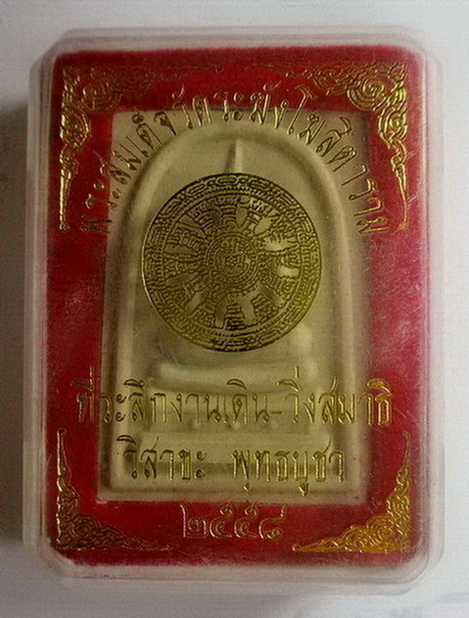 พระสมเด็จวัดระฆังโฆสิตาราม
ที่ระลึกงานเดิน-วิ่งสมาธิ
วิสาขะ พุทธบูชา
๒๕๕๘